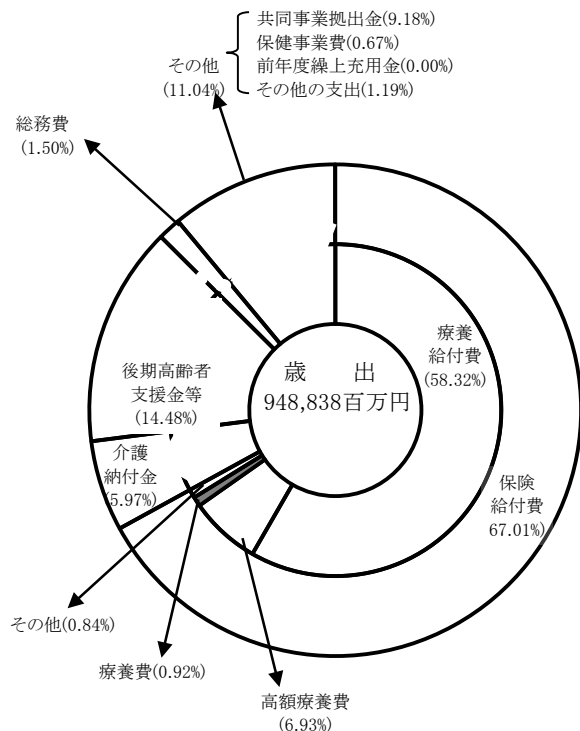 共同事業拠出金(9.18%)
保健事業費(0.67%)
前年度繰上充用金(0.00%)
その他の支出(1.19%)
その他
(11.04%)
総務費
(1.50%)
療養
給付費
(58.32%)
歳 出
948,838百万円
後期高齢者
支援金等
(14.48%)
介護
納付金
(5.97%)
保険
給付費
67.01%)
その他(0.84%)
療養費(0.92%)
高額療養費
(6.93%)